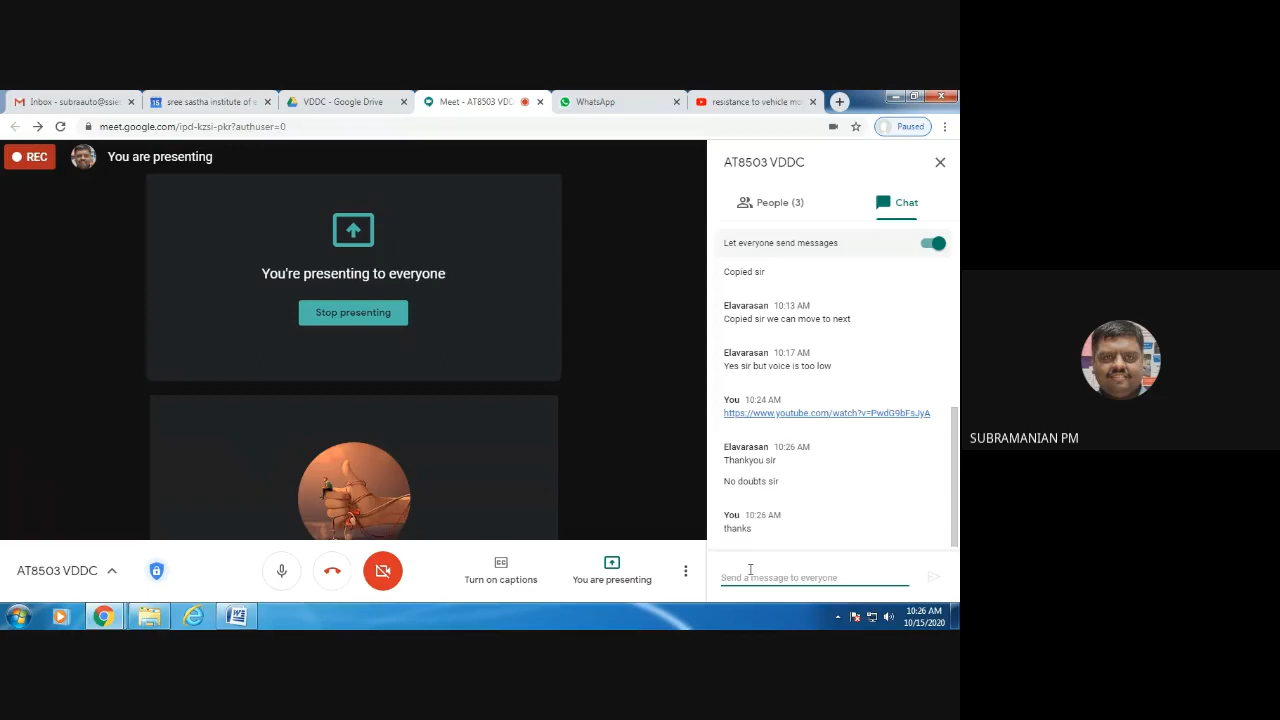 Inbox - subraauto@ssie
sree sastha institute of e
VDDC - Google Drive
Meet - AT8503 VDD
WhatsApp
resistance to vehicle mo
meet.google.com/ipd-kzsi-pkr?authuser=0
Paused
REC
You are presenting
AT8503 VDDC
People (3)
Chat
You're presenting to everyone
Let everyone send messages
Stop presenting
Copied sir
Elavarasan 10:13 AM
Copied sir we can move to next
Elavarasan 10:17 AM
Yes sir but voice is too low
You 10:24 AM
https://www.youtube.com/watch?v=PwdG9bFsJyA
Elavarasan 10:26 AM
Thankyou sir
No doubts sir
You 10:26 AM
thanks
SUBRAMANIAN PM
AT8503 VDDC
Turn on captions
You are presenting
Send a message to everyone
10:26 AM
10/15/2020